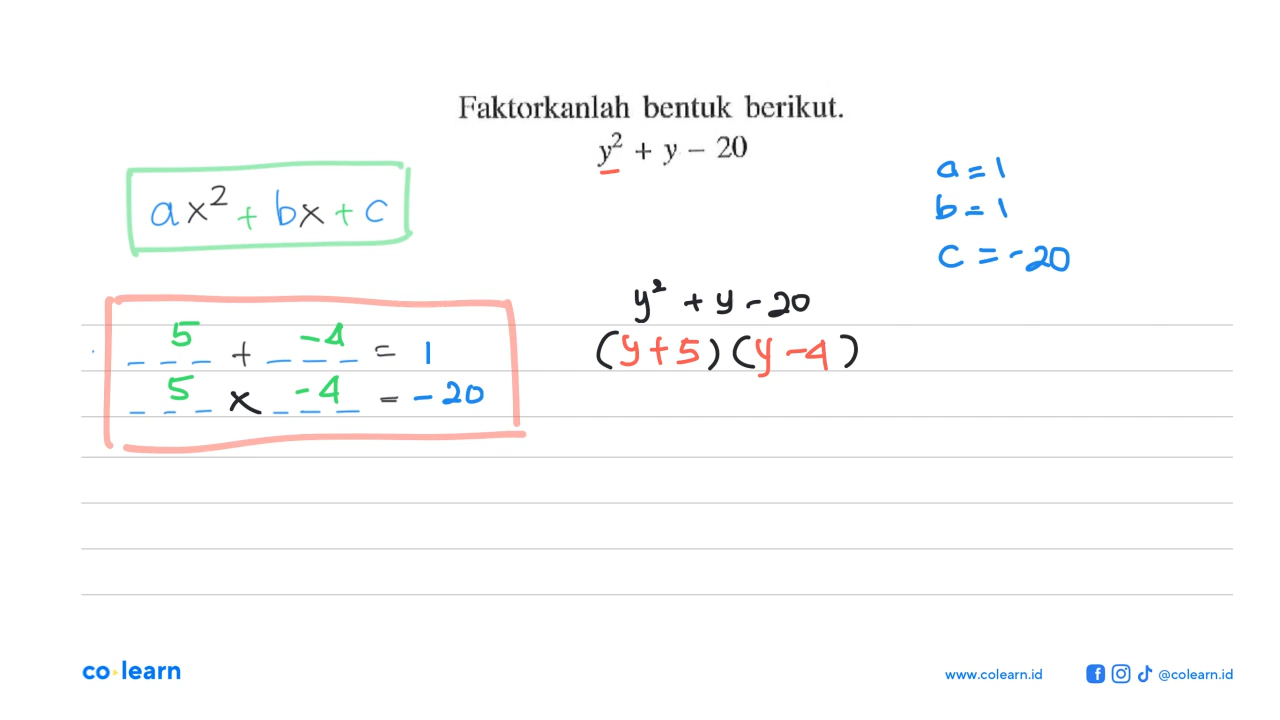 Faktorkanlah bentuk berikut.
y² + y - 20
ax² + bx + c
a = 1
b = 1
c = -20
5 + -4 = 1
5 x -4 = -20
y² + y - 20
(y + 5) (y - 4)
co·learn
www.colearn.id
@colearn.id